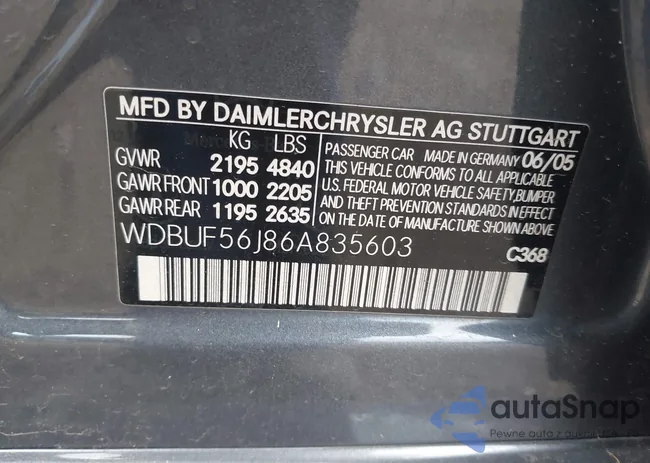 MFD BY DAIMLERCHRYSLER AG STUTTGART
KG LBS
GVWR 2195 4840
GAWR FRONT 1000 2205
GAWR REAR 1195 2635
PASSENGER CAR MADE IN GERMANY 06/05
THIS VEHICLE CONFORMS TO ALL APPLICABLE
U.S. FEDERAL MOTOR VEHICLE SAFETY, BUMPER,
AND THEFT PREVENTION STANDARDS IN EFFECT
ON THE DATE OF MANUFACTURE SHOWN ABOVE.
WDBUF56J86A835603
C368
autoSnap
Pewne auto z